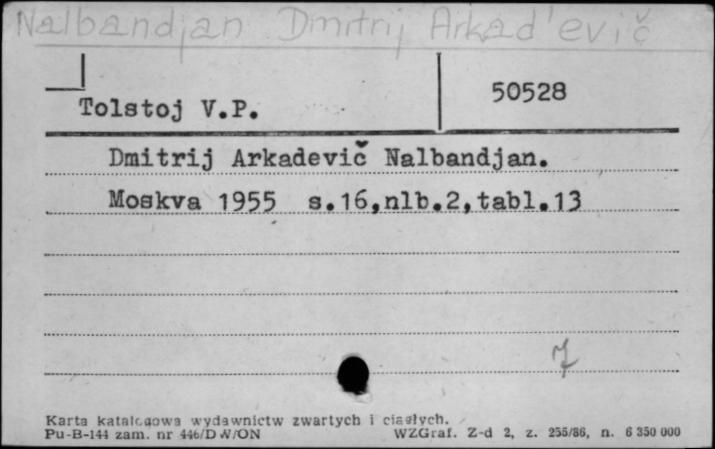 Nalbandjan Dmitrij Arkad'evič
50528
Tolstoj V.P.
Dmitrij Arkadevič Nalbandjan.
Moskva 1955 s.16,nlb.2,tabl.13
Karta katalogowa wydawnictw zwartych i ciągłych.
Pu-B-144 zam. nr 446/DW/ON WZGraf. Z-d 2, z. 255/86, n. 6 350 000